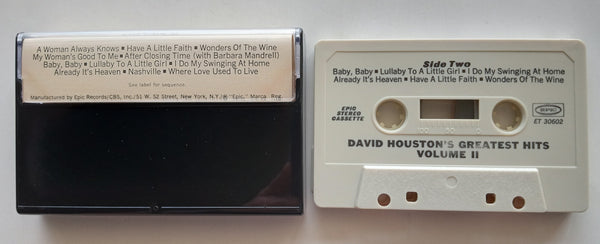 A Woman Always Knows ■ Have A Little Faith ■ Wonders Of The Wine
My Woman's Good To Me ■ After Closing Time (with Barbara Mandrell)
Baby, Baby ■ Lullaby To A Little Girl ■ I Do My Swinging At Home
Already It's Heaven ■ Nashville ■ Where Love Used To Live
See label for sequence.
Manufactured by Epic Records/CBS, Inc./51 W. 52 Street, New York, N.Y./® "Epic," Marca Reg.
Side Two
Baby, Baby ■ Lullaby To A Little Girl ■ I Do My Swinging At Home
Already It's Heaven ■ Have A Little Faith ■ Wonders Of The Wine
EPIC
STEREO
CASSETTE
EPIC
ET 30602
DAVID HOUSTON'S GREATEST HITS
VOLUME II